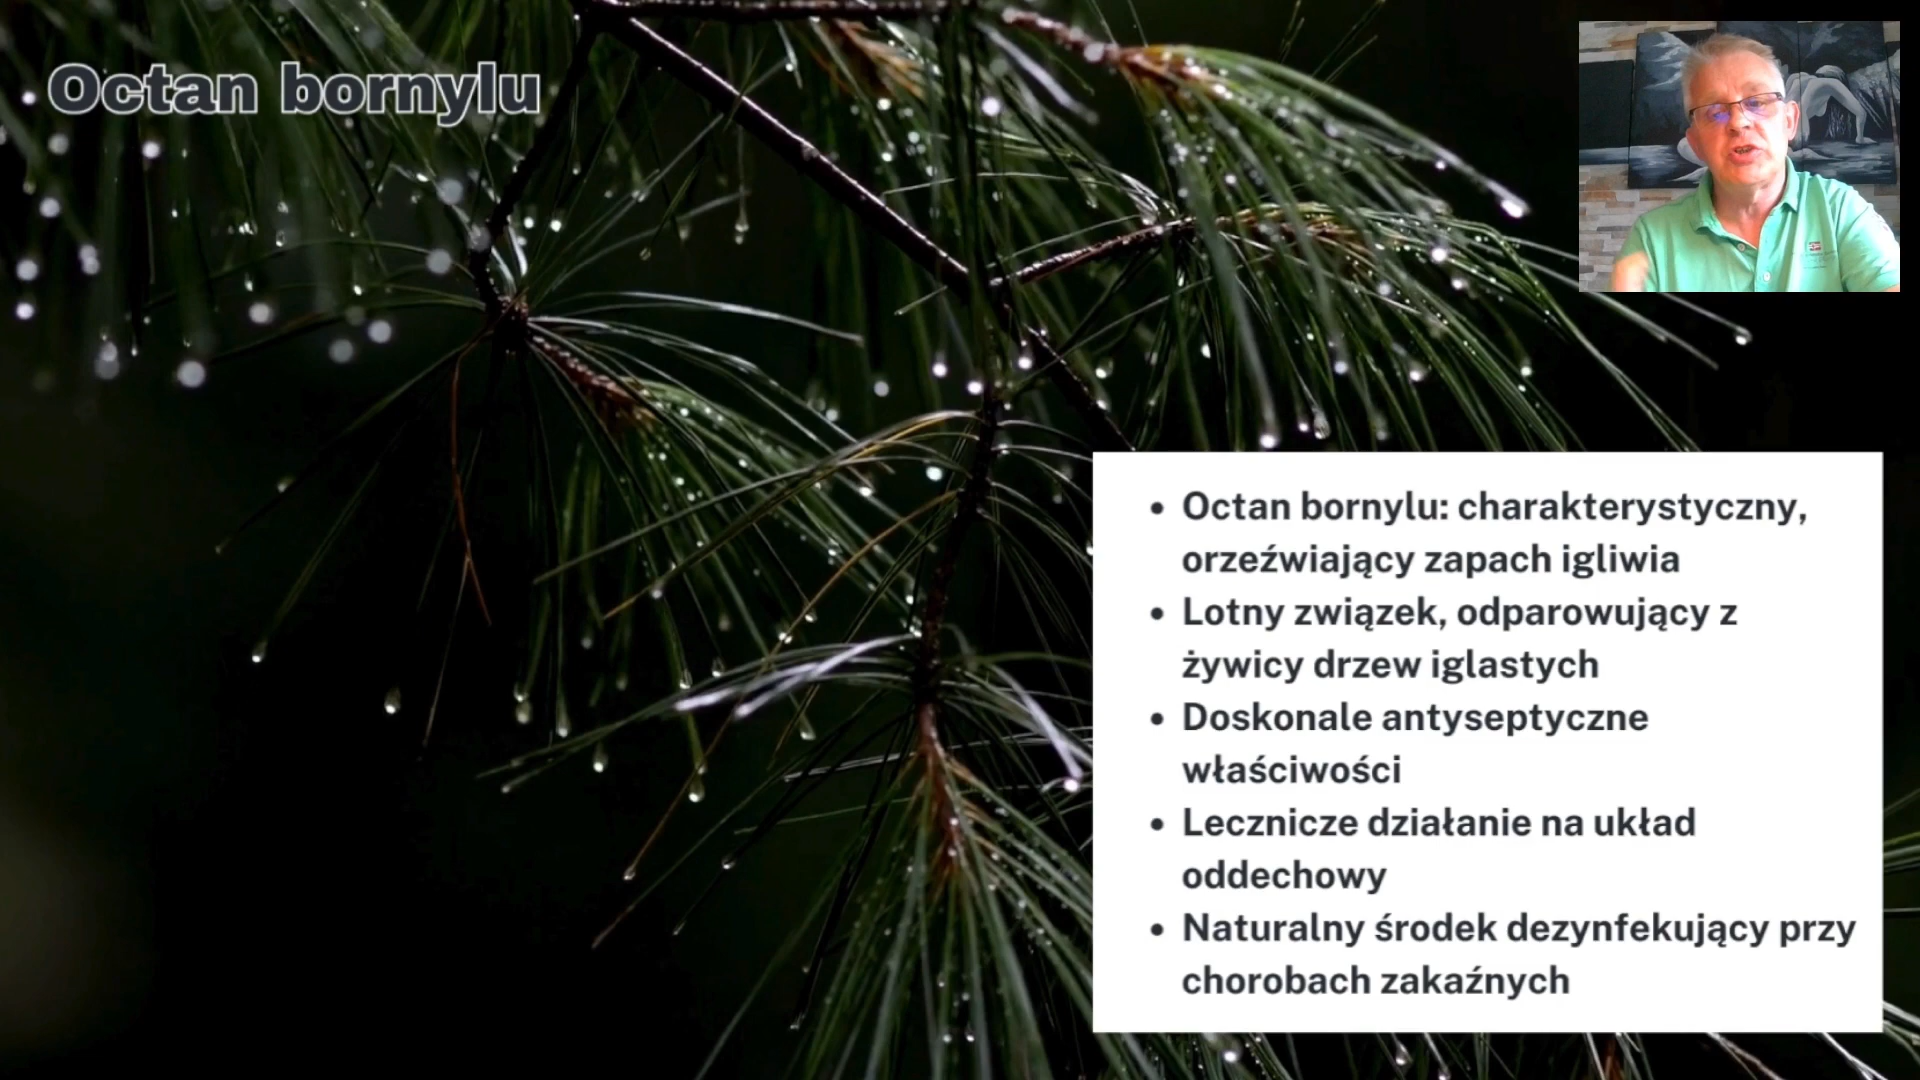 Octan bornylu
• Octan bornylu: charakterystyczny,
orzeźwiający zapach igliwia
• Lotny związek, odparowujący z
żywicy drzew iglastych
• Doskonale antyseptyczne
właściwości
• Lecznicze działanie na układ
oddechowy
• Naturalny środek dezynfekujący przy
chorobach zakaźnych